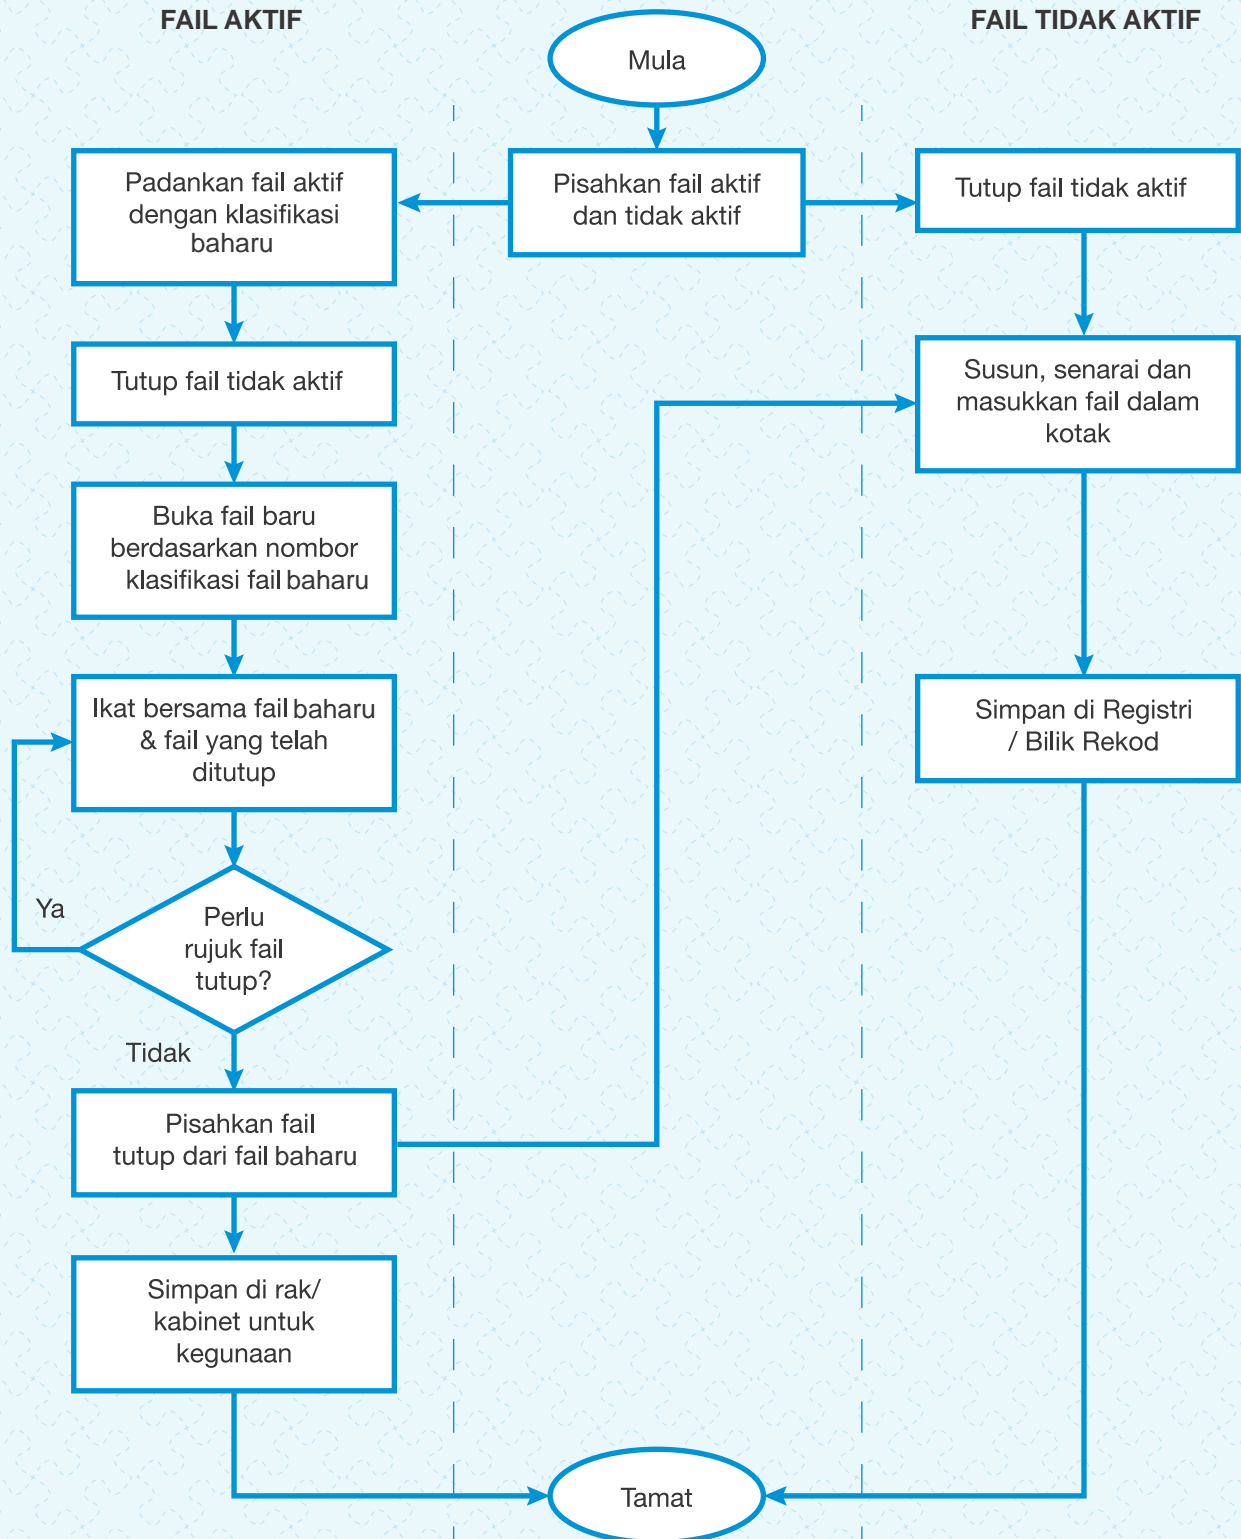 FAIL AKTIF
FAIL TIDAK AKTIF
Mula
Pisahkan fail aktif
dan tidak aktif
Padankan fail aktif
dengan klasifikasi
baharu
Tutup fail tidak aktif
Buka fail baru
berdasarkan nombor
klasifikasi fail baharu
Ikat bersama fail baharu
& fail yang telah
ditutup
Ya
Perlu
rujuk fail
tutup?
Tidak
Pisahkan fail
tutup dari fail baharu
Simpan di rak/
kabinet untuk
kegunaan
Tutup fail tidak aktif
Susun, senarai dan
masukkan fail dalam
kotak
Simpan di Registri
/ Bilik Rekod
Tamat